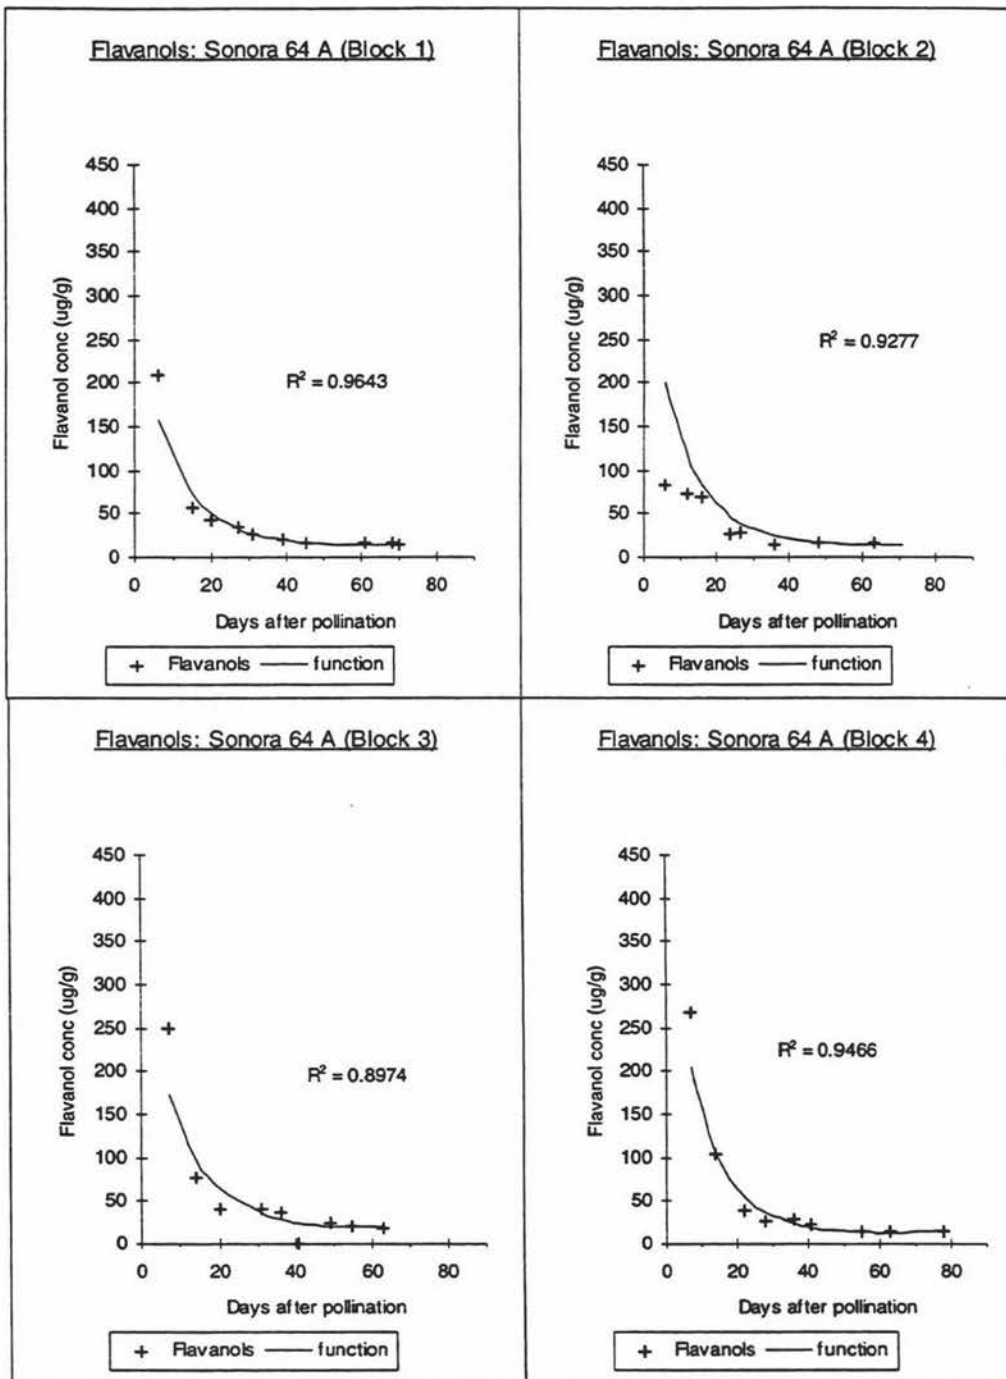 Flavanols: Sonora 64 A (Block 1)
450
400
350
300
250
200
150
100
50
0
Flavanol conc (ug/g)
R² = 0.9643
0 20 40 60 80
Days after pollination
+ Flavanols — function
Flavanols: Sonora 64 A (Block 2)
450
400
350
300
250
200
150
100
50
0
Flavanol conc (ug/g)
R² = 0.9277
0 20 40 60 80
Days after pollination
+ Flavanols — function
Flavanols: Sonora 64 A (Block 3)
450
400
350
300
250
200
150
100
50
0
Flavanol conc (ug/g)
R² = 0.8974
0 20 40 60 80
Days after pollination
+ Flavanols — function
Flavanols: Sonora 64 A (Block 4)
450
400
350
300
250
200
150
100
50
0
Flavanol conc (ug/g)
R² = 0.9466
0 20 40 60 80
Days after pollination
+ Flavanols — function